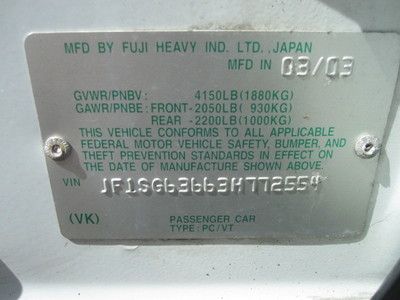 MFD BY FUJI HEAVY IND. LTD., JAPAN
MFD IN 03/03
GVWR/PNBV: 4150LB(1880KG)
GAWR/PNBE: FRONT-2050LB( 930KG)
REAR -2200LB(1000KG)
THIS VEHICLE CONFORMS TO ALL APPLICABLE
FEDERAL MOTOR VEHICLE SAFETY, BUMPER, AND
THEFT PREVENTION STANDARDS IN EFFECT ON
THE DATE OF MANUFACTURE SHOWN ABOVE.
VIN JF1SG63663H772554
(VK) PASSENGER CAR
TYPE: PC/VT